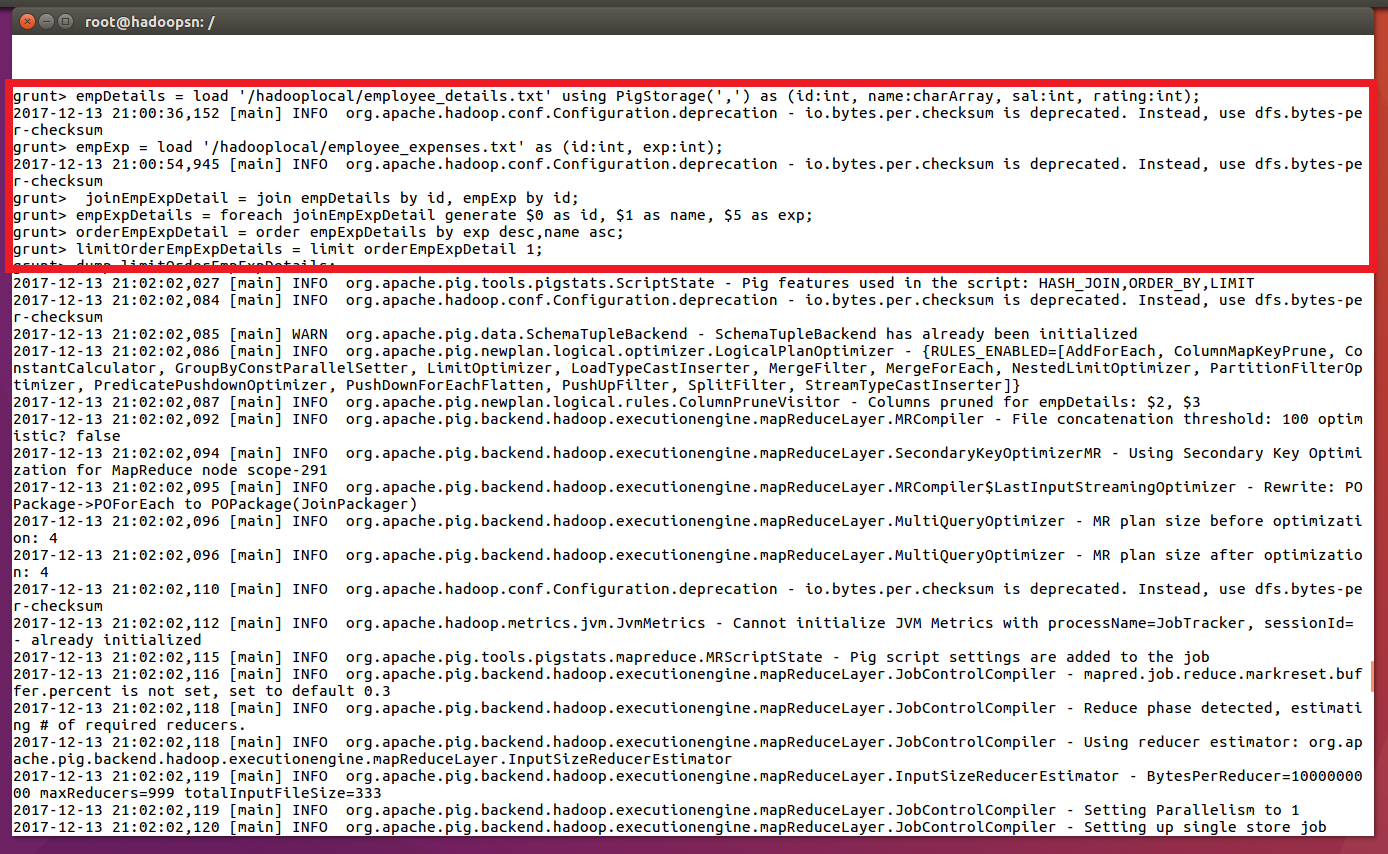 root@hadoopsn: /
grunt> empDetails = load '/hadooplocal/employee_details.txt' using PigStorage(',') as (id:int, name:charArray, sal:int, rating:int);
2017-12-13 21:00:36,152 [main] INFO  org.apache.hadoop.conf.Configuration.deprecation - io.bytes.per.checksum is deprecated. Instead, use dfs.bytes-pe
r-checksum
grunt> empExp = load '/hadooplocal/employee_expenses.txt' as (id:int, exp:int);
2017-12-13 21:00:54,945 [main] INFO  org.apache.hadoop.conf.Configuration.deprecation - io.bytes.per.checksum is deprecated. Instead, use dfs.bytes-pe
r-checksum
grunt>  joinEmpExpDetail = join empDetails by id, empExp by id;
grunt> empExpDetails = foreach joinEmpExpDetail generate $0 as id, $1 as name, $5 as exp;
grunt> orderEmpExpDetail = order empExpDetails by exp desc,name asc;
grunt> limitOrderEmpExpDetails = limit orderEmpExpDetail 1;
grunt> dump limitOrderEmpExpDetails;
2017-12-13 21:02:02,027 [main] INFO  org.apache.pig.tools.pigstats.ScriptState - Pig features used in the script: HASH_JOIN,ORDER_BY,LIMIT
2017-12-13 21:02:02,084 [main] INFO  org.apache.hadoop.conf.Configuration.deprecation - io.bytes.per.checksum is deprecated. Instead, use dfs.bytes-pe
r-checksum
2017-12-13 21:02:02,085 [main] WARN  org.apache.pig.data.SchemaTupleBackend - SchemaTupleBackend has already been initialized
2017-12-13 21:02:02,086 [main] INFO  org.apache.pig.newplan.logical.optimizer.LogicalPlanOptimizer - {RULES_ENABLED=[AddForEach, ColumnMapKeyPrune, Co
nstantCalculator, GroupByConstParallelSetter, LimitOptimizer, LoadTypeCastInserter, MergeFilter, MergeForEach, NestedLimitOptimizer, PartitionFilterOp
timizer, PredicatePushdownOptimizer, PushDownForEachFlatten, PushUpFilter, SplitFilter, StreamTypeCastInserter]}
2017-12-13 21:02:02,087 [main] INFO  org.apache.pig.newplan.logical.rules.ColumnPruneVisitor - Columns pruned for empDetails: $2, $3
2017-12-13 21:02:02,092 [main] INFO  org.apache.pig.backend.hadoop.executionengine.mapReduceLayer.MRCompiler - File concatenation threshold: 100 optim
istic? false
2017-12-13 21:02:02,094 [main] INFO  org.apache.pig.backend.hadoop.executionengine.mapReduceLayer.SecondaryKeyOptimizerMR - Using Secondary Key Optimi
zation for MapReduce node scope-291
2017-12-13 21:02:02,095 [main] INFO  org.apache.pig.backend.hadoop.executionengine.mapReduceLayer.MRCompiler$LastInputStreamingOptimizer - Rewrite: PO
Package->POForEach to POPackage(JoinPackager)
2017-12-13 21:02:02,096 [main] INFO  org.apache.pig.backend.hadoop.executionengine.mapReduceLayer.MultiQueryOptimizer - MR plan size before optimizati
on: 4
2017-12-13 21:02:02,096 [main] INFO  org.apache.pig.backend.hadoop.executionengine.mapReduceLayer.MultiQueryOptimizer - MR plan size after optimizatio
n: 4
2017-12-13 21:02:02,110 [main] INFO  org.apache.hadoop.conf.Configuration.deprecation - io.bytes.per.checksum is deprecated. Instead, use dfs.bytes-pe
r-checksum
2017-12-13 21:02:02,112 [main] INFO  org.apache.hadoop.metrics.jvm.JvmMetrics - Cannot initialize JVM Metrics with processName=JobTracker, sessionId= 
- already initialized
2017-12-13 21:02:02,115 [main] INFO  org.apache.pig.tools.pigstats.mapreduce.MRScriptState - Pig script settings are added to the job
2017-12-13 21:02:02,116 [main] INFO  org.apache.pig.backend.hadoop.executionengine.mapReduceLayer.JobControlCompiler - mapred.job.reduce.markreset.buf
fer.percent is not set, set to default 0.3
2017-12-13 21:02:02,118 [main] INFO  org.apache.pig.backend.hadoop.executionengine.mapReduceLayer.JobControlCompiler - Reduce phase detected, estimati
ng # of required reducers.
2017-12-13 21:02:02,118 [main] INFO  org.apache.pig.backend.hadoop.executionengine.mapReduceLayer.JobControlCompiler - Using reducer estimator: org.ap
ache.pig.backend.hadoop.executionengine.mapReduceLayer.InputSizeReducerEstimator
2017-12-13 21:02:02,119 [main] INFO  org.apache.pig.backend.hadoop.executionengine.mapReduceLayer.InputSizeReducerEstimator - BytesPerReducer=10000000
00 maxReducers=999 totalInputFileSize=333
2017-12-13 21:02:02,119 [main] INFO  org.apache.pig.backend.hadoop.executionengine.mapReduceLayer.JobControlCompiler - Setting Parallelism to 1
2017-12-13 21:02:02,120 [main] INFO  org.apache.pig.backend.hadoop.executionengine.mapReduceLayer.JobControlCompiler - Setting up single store job